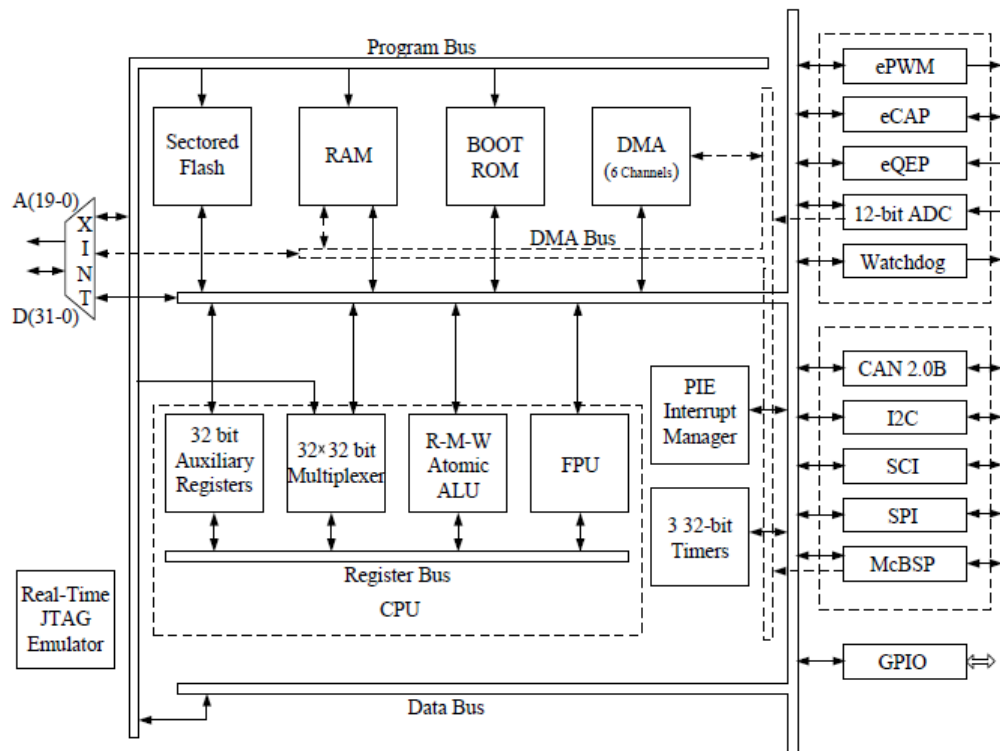 Program Bus
Sectored
Flash
RAM
BOOT
ROM
DMA
(6 Channels)
ePWM
eCAP
eQEP
12-bit ADC
Watchdog
A(19-0)
X
I
N
T
D(31-0)
DMA Bus
32 bit
Auxiliary
Registers
32×32 bit
Multiplexer
R-M-W
Atomic
ALU
FPU
Register Bus
CPU
PIE
Interrupt
Manager
3 32-bit
Timers
CAN 2.0B
I2C
SCI
SPI
McBSP
GPIO
Real-Time
JTAG
Emulator
Data Bus